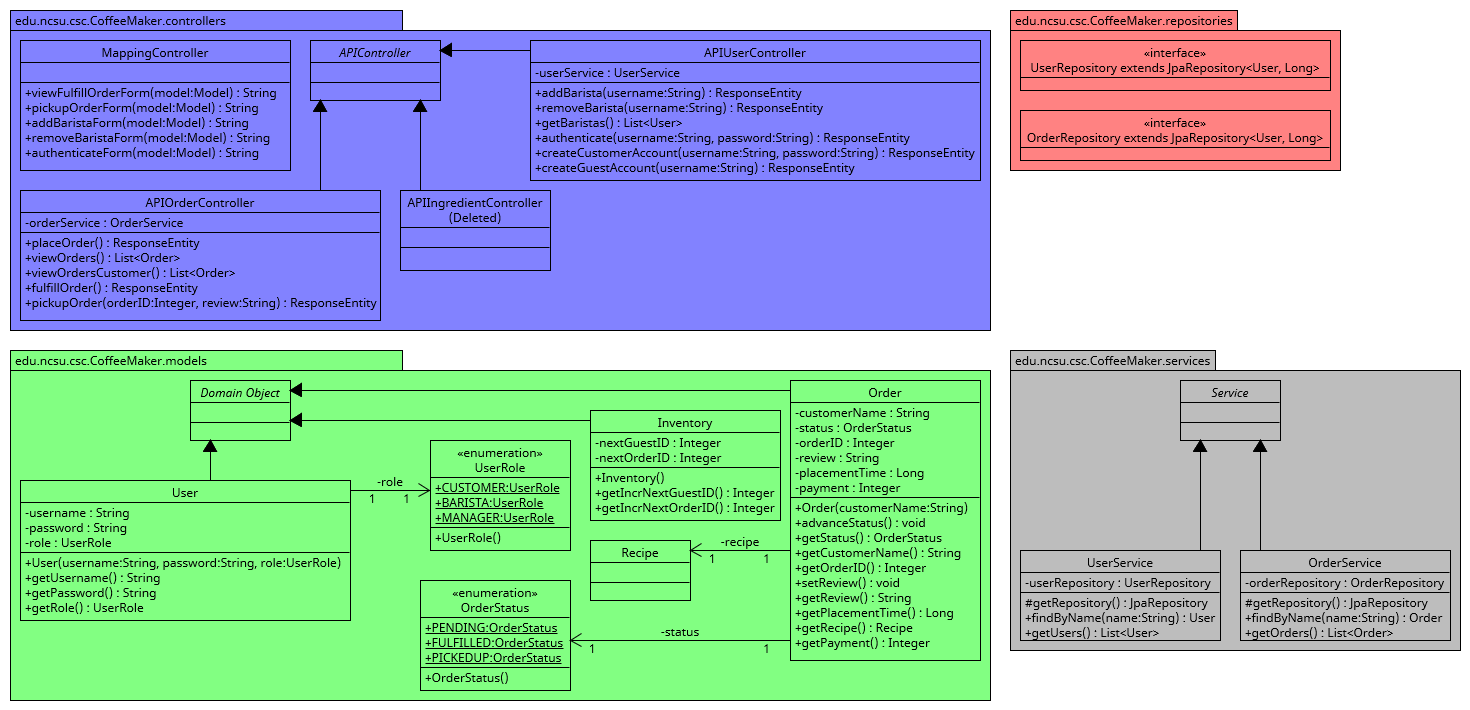 edu.ncsu.csc.CoffeeMaker.controllers
MappingController
+viewFulfillOrderForm(model:Model) : String
+pickupOrderForm(model:Model) : String
+addBaristaForm(model:Model) : String
+removeBaristaForm(model:Model) : String
+authenticateForm(model:Model) : String
APIController
APIUserController
-userService : UserService
+addBarista(username:String) : ResponseEntity
+removeBarista(username:String) : ResponseEntity
+getBaristas() : List<User>
+authenticate(username:String, password:String) : ResponseEntity
+createCustomerAccount(username:String, password:String) : ResponseEntity
+createGuestAccount(username:String) : ResponseEntity
APIOrderController
-orderService : OrderService
+placeOrder() : ResponseEntity
+viewOrders() : List<Order>
+viewOrdersCustomer() : List<Order>
+fulfillOrder() : ResponseEntity
+pickupOrder(orderID:Integer, review:String) : ResponseEntity
APIIngredientController
(Deleted)
edu.ncsu.csc.CoffeeMaker.repositories
«interface»
UserRepository extends JpaRepository<User, Long>
«interface»
OrderRepository extends JpaRepository<User, Long>
edu.ncsu.csc.CoffeeMaker.models
Domain Object
User
-username : String
-password : String
-role : UserRole
+User(username:String, password:String, role:UserRole)
+getUsername() : String
+getPassword() : String
+getRole() : UserRole
-role
1 1
«enumeration»
UserRole
+CUSTOMER:UserRole
+BARISTA:UserRole
+MANAGER:UserRole
+UserRole()
«enumeration»
OrderStatus
+PENDING:OrderStatus
+FULFILLED:OrderStatus
+PICKEDUP:OrderStatus
+OrderStatus()
Inventory
-nextGuestID : Integer
-nextOrderID : Integer
+Inventory()
+getIncrNextGuestID() : Integer
+getIncrNextOrderID() : Integer
Recipe
-recipe
1 1
-status
1 1
Order
-customerName : String
-status : OrderStatus
-orderID : Integer
-review : String
-placementTime : Long
-payment : Integer
+Order(customerName:String)
+advanceStatus() : void
+getStatus() : OrderStatus
+getCustomerName() : String
+getOrderID() : Integer
+setReview() : void
+getReview() : String
+getPlacementTime() : Long
+getRecipe() : Recipe
+getPayment() : Integer
edu.ncsu.csc.CoffeeMaker.services
Service
UserService
-userRepository : UserRepository
#getRepository() : JpaRepository
+findByName(name:String) : User
+getUsers() : List<User>
OrderService
-orderRepository : OrderRepository
#getRepository() : JpaRepository
+findByName(name:String) : Order
+getOrders() : List<Order>